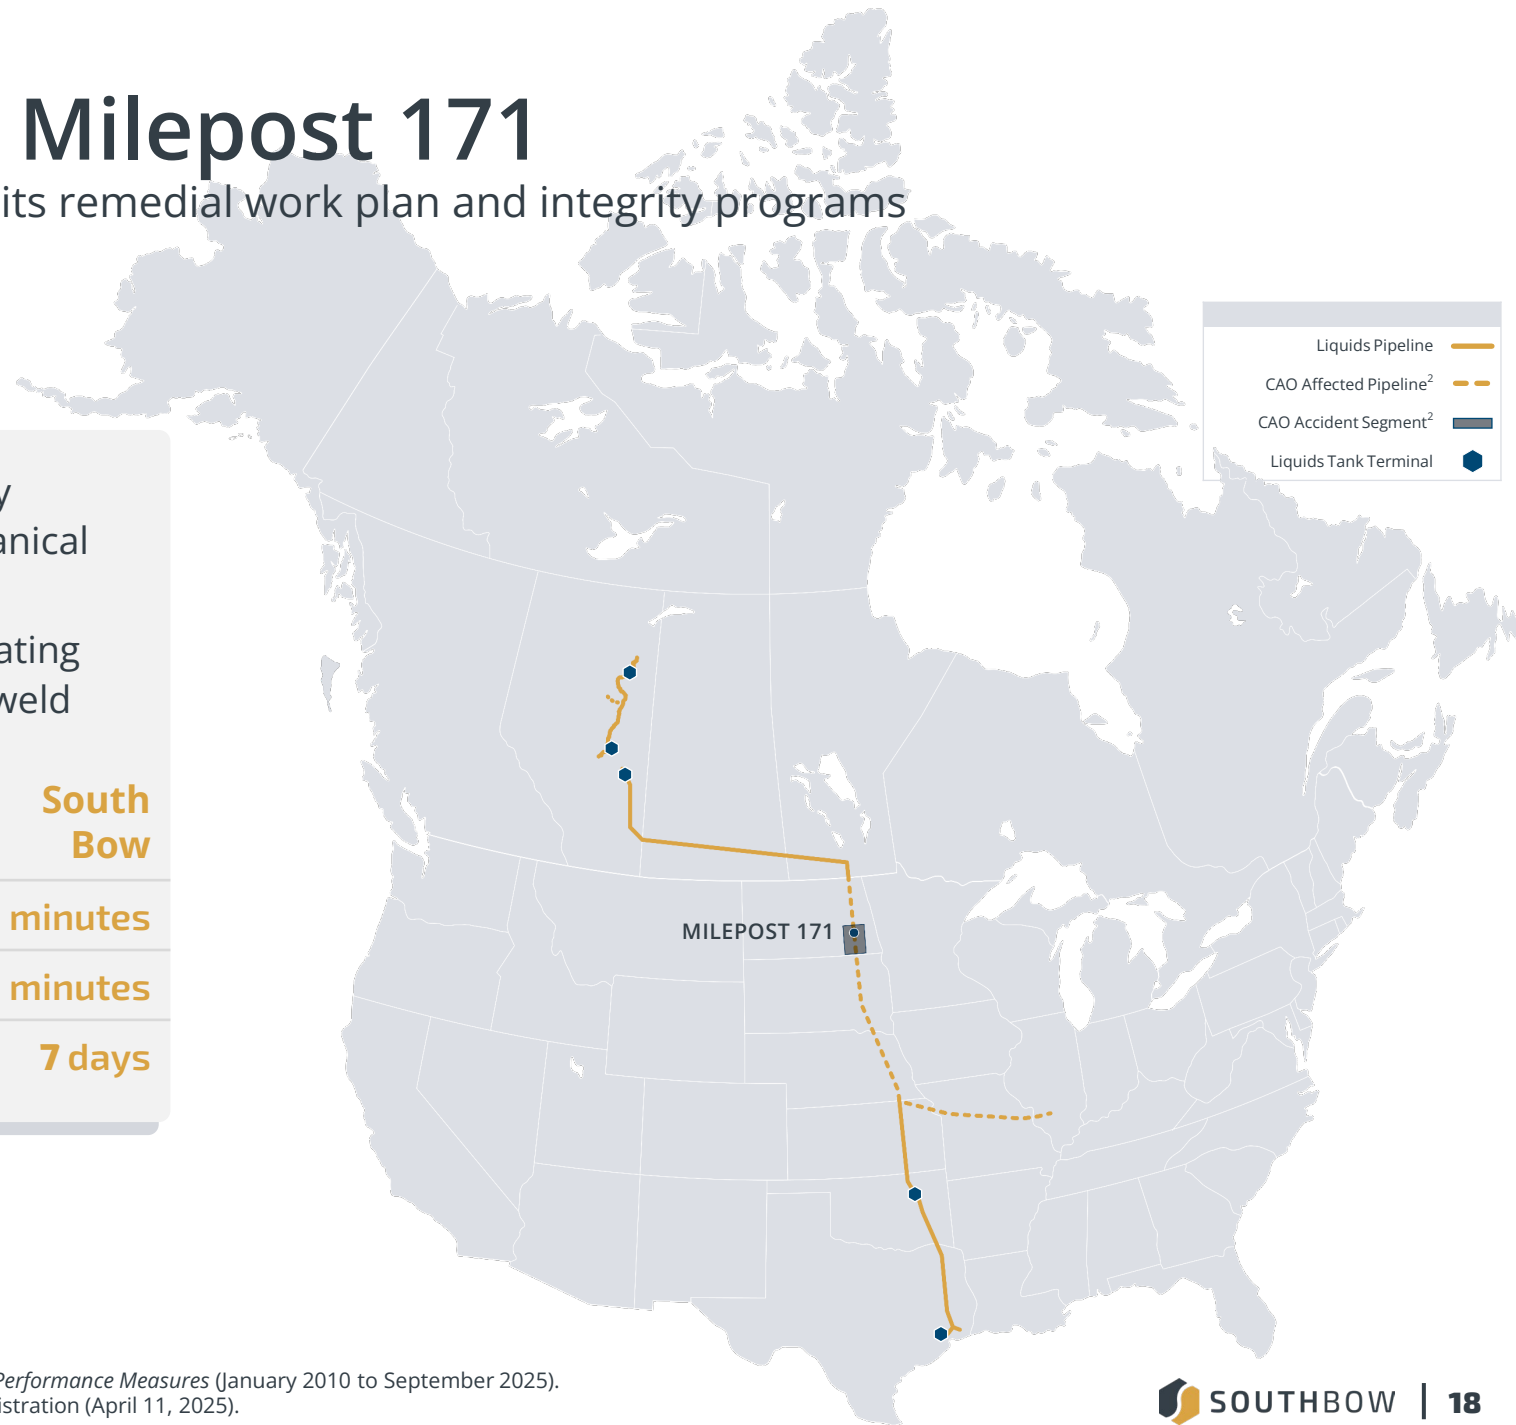 Milepost 171
its remedial work plan and integrity programs
Liquids Pipeline
CAO Affected Pipeline²
CAO Accident Segment²
Liquids Tank Terminal
y
anical
ating
weld
South
Bow
minutes
minutes
7 days
MILEPOST 171
Performance Measures (January 2010 to September 2025).
istration (April 11, 2025).
SOUTHBOW | 18